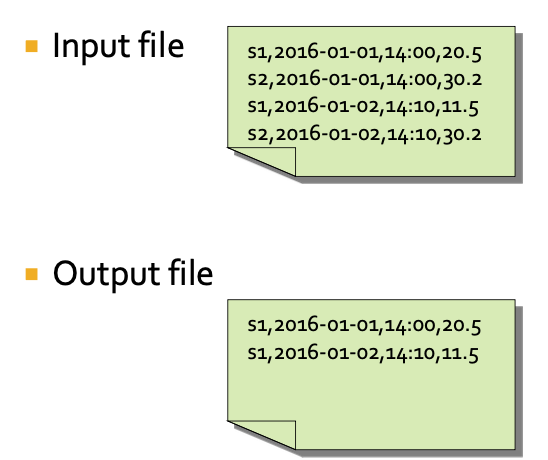 Input file
s1,2016-01-01,14:00,20.5
s2,2016-01-01,14:00,30.2
s1,2016-01-02,14:10,11.5
s2,2016-01-02,14:10,30.2
Output file
s1,2016-01-01,14:00,20.5
s1,2016-01-02,14:10,11.5